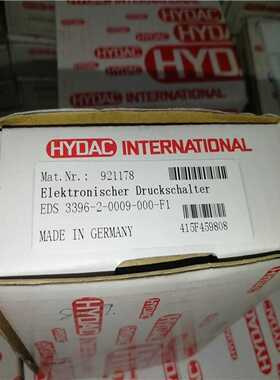 HYDAC
HYDAC INTERNATIONAL
Mat.Nr.: 921178
Elektronischer Druckschalter
EDS 3396-2-0009-000-F1
MADE IN GERMANY 415F459808
HYDAC